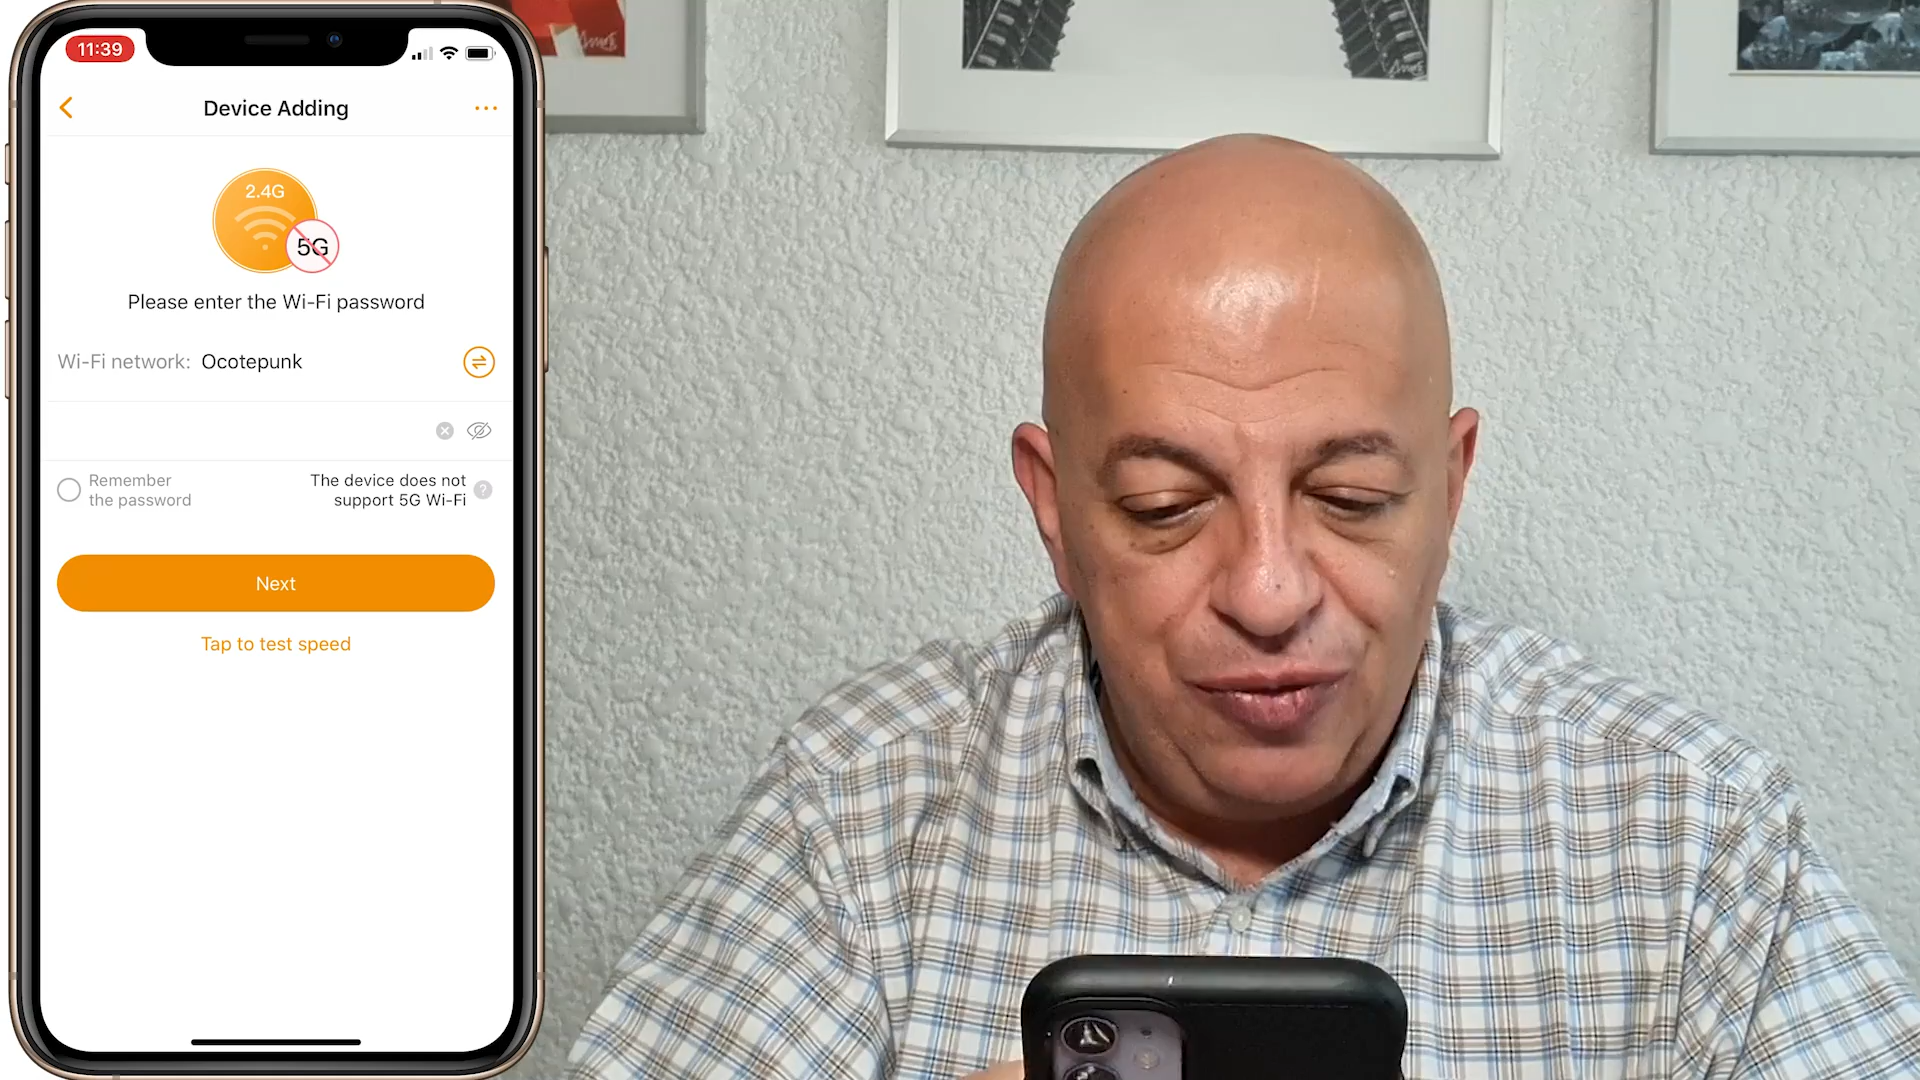 11:39
Device Adding
2.4G
5G
Please enter the Wi-Fi password
Wi-Fi network: Ocotepunk
Remember
the password
The device does not
support 5G Wi-Fi
?
Next
Tap to test speed